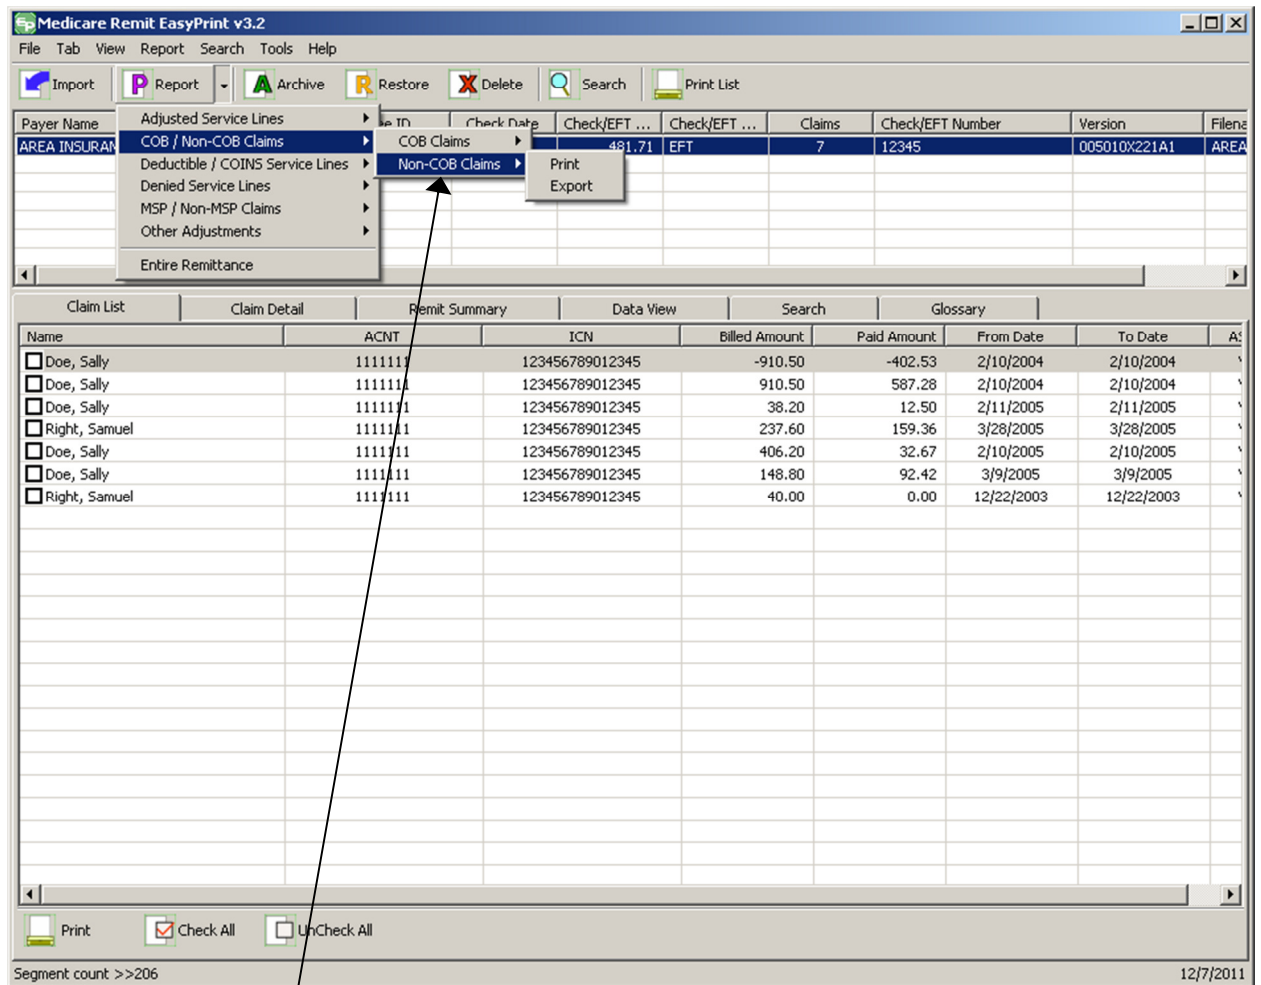 Medicare Remit EasyPrint v3.2
File Tab View Report Search Tools Help
Import Report Archive Restore Delete Search Print List
Payer Name Check Date Check/EFT ... Check/EFT ... Claims Check/EFT Number Version Filena
AREA INSURAN 481.71 EFT 7 12345 005010X221A1 AREA
Adjusted Service Lines
COB / Non-COB Claims
Deductible / COINS Service Lines
Denied Service Lines
MSP / Non-MSP Claims
Other Adjustments
Entire Remittance
COB Claims
Non-COB Claims
Print
Export
Claim List Claim Detail Remit Summary Data View Search Glossary
Name ACNT ICN Billed Amount Paid Amount From Date To Date AS
Doe, Sally 1111111 123456789012345 -910.50 -402.53 2/10/2004 2/10/2004
Doe, Sally 1111111 123456789012345 910.50 587.28 2/10/2004 2/10/2004
Doe, Sally 1111111 123456789012345 38.20 12.50 2/11/2005 2/11/2005
Right, Samuel 1111111 123456789012345 237.60 159.36 3/28/2005 3/28/2005
Doe, Sally 1111111 123456789012345 406.20 32.67 2/10/2005 2/10/2005
Doe, Sally 1111111 123456789012345 148.80 92.42 3/9/2005 3/9/2005
Right, Samuel 1111111 123456789012345 40.00 0.00 12/22/2003 12/22/2003
Print Check All UnCheck All
Segment count >>206 12/7/2011